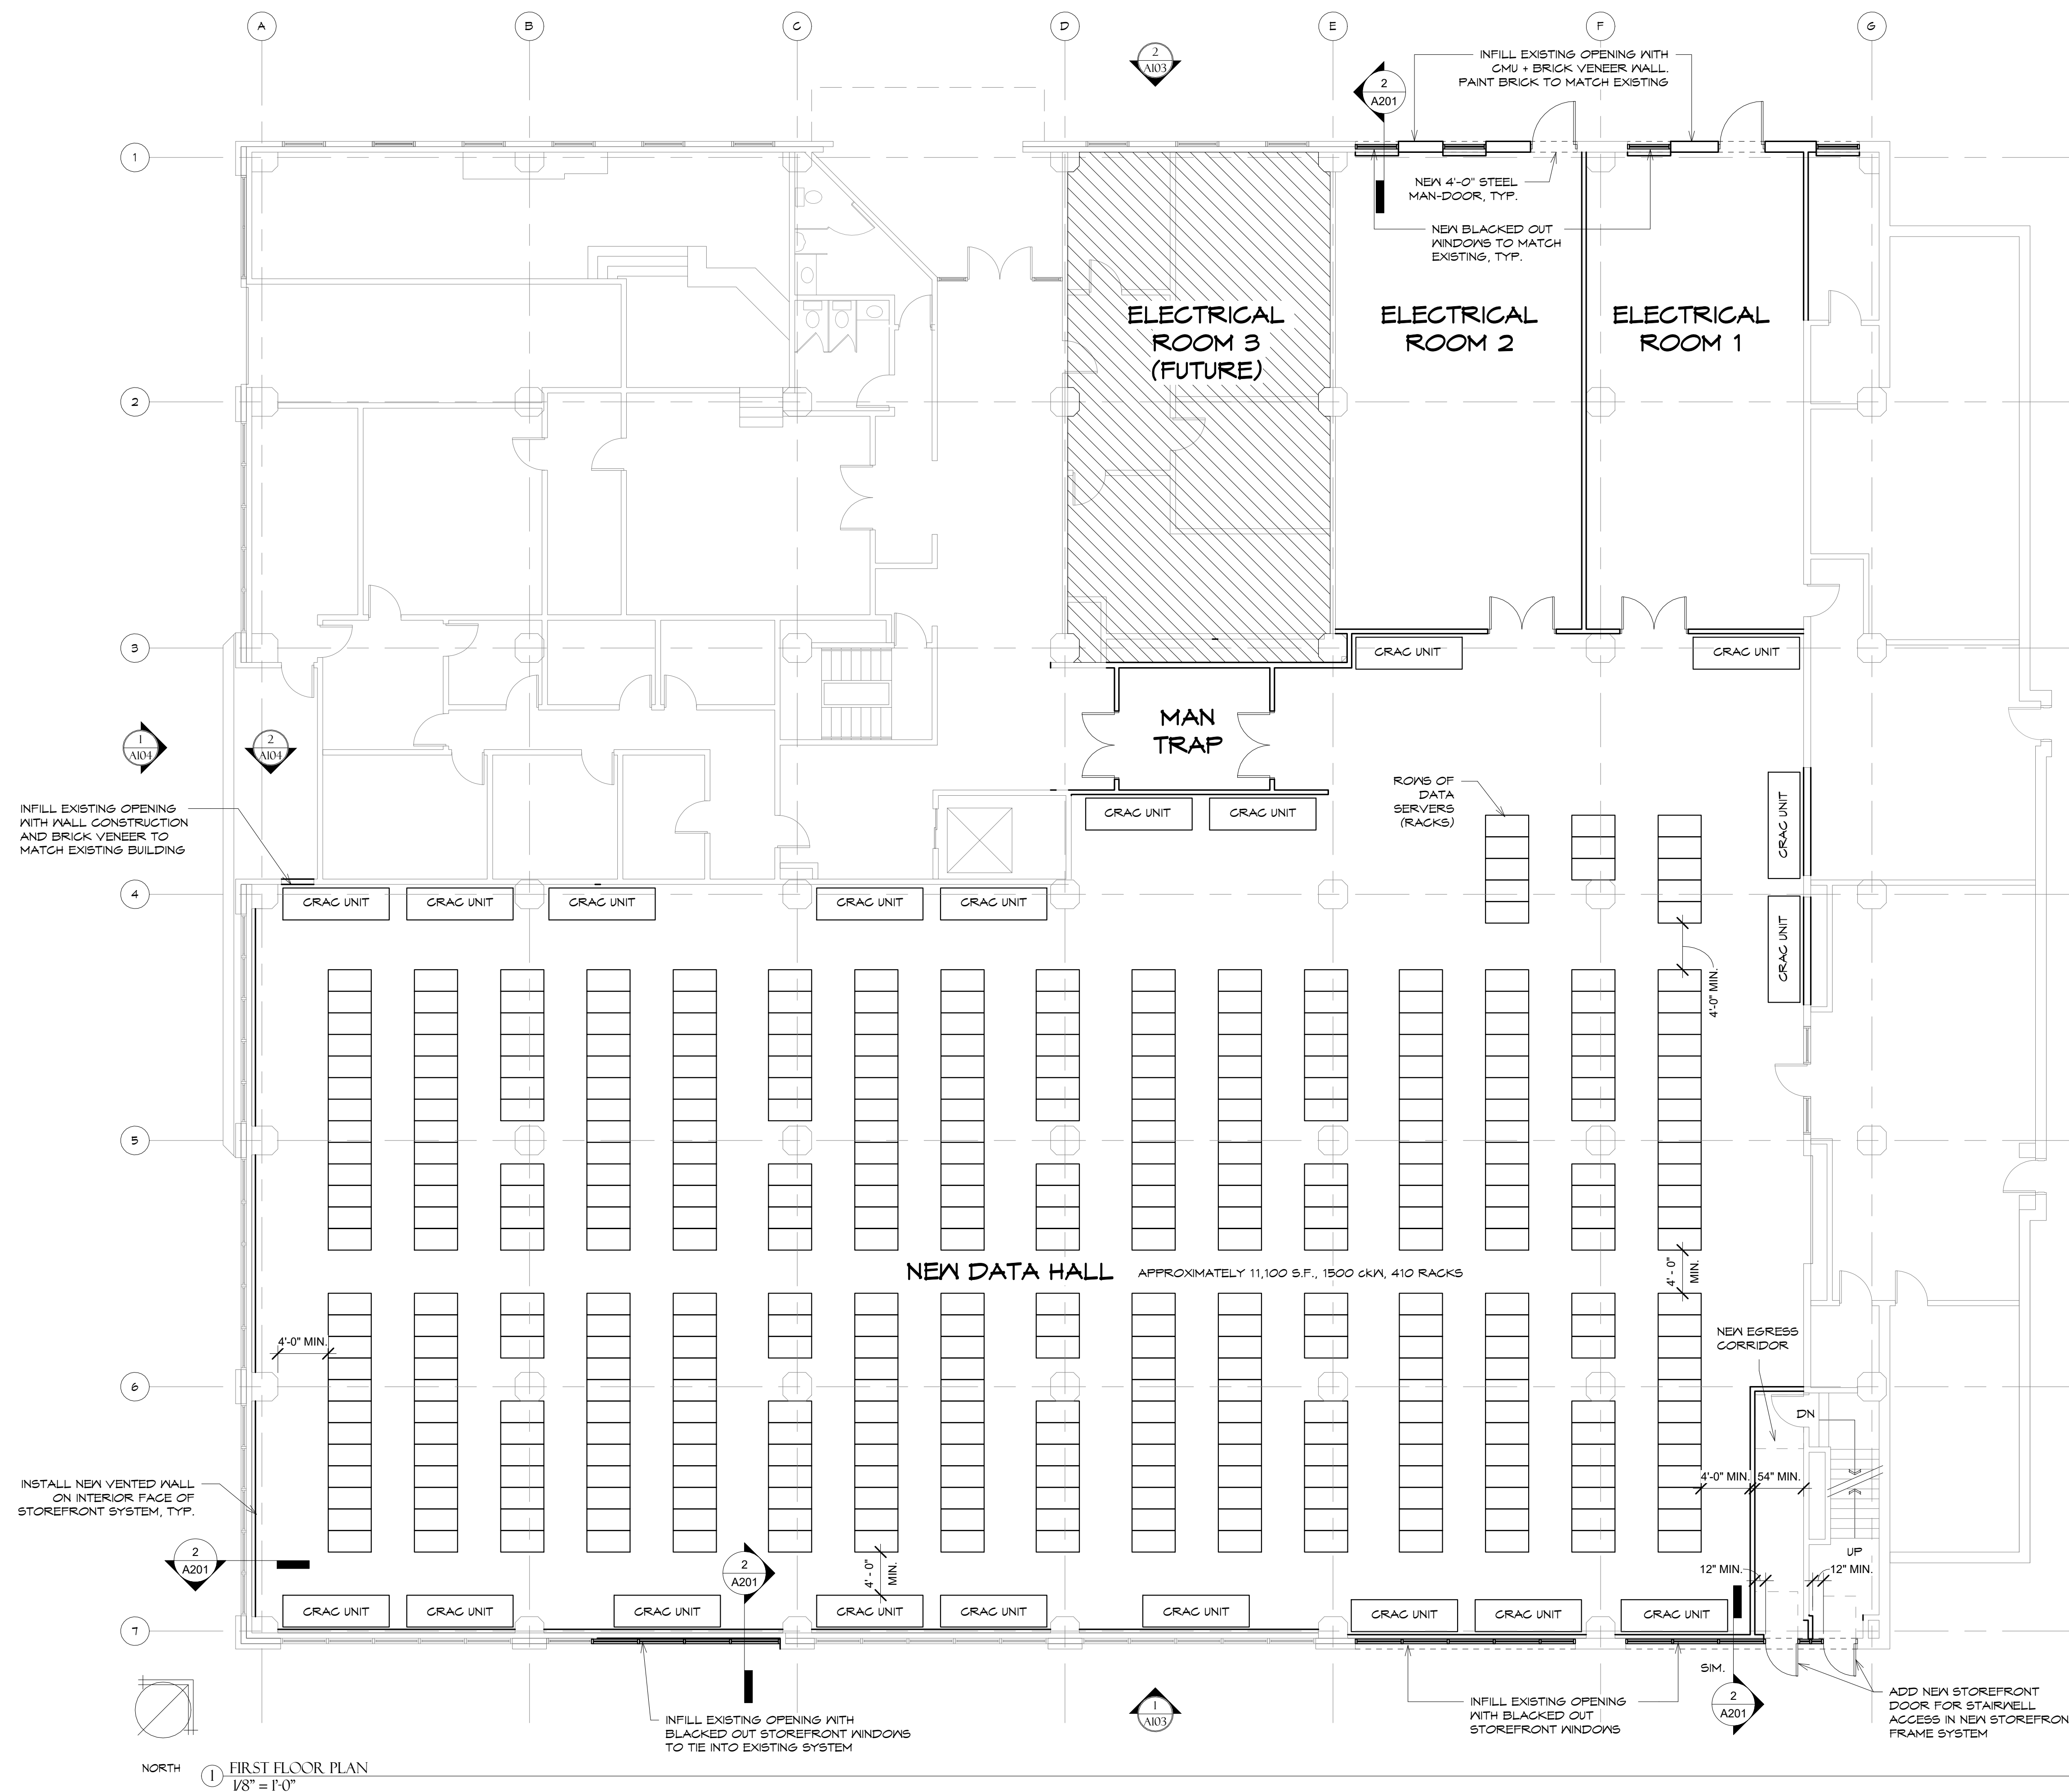 A
B
C
D
E
F
G
2
A103
2
A201
INFILL EXISTING OPENING WITH
CMU + BRICK VENEER WALL.
PAINT BRICK TO MATCH EXISTING
1
NEW 4'-0" STEEL
MAN-DOOR, TYP.
NEW BLACKED OUT
WINDOWS TO MATCH
EXISTING, TYP.
ELECTRICAL
ROOM 3
(FUTURE)
ELECTRICAL
ROOM 2
ELECTRICAL
ROOM 1
2
3
CRAC UNIT
CRAC UNIT
MAN
TRAP
1
A104
2
A104
ROWS OF
DATA
SERVERS
(RACKS)
CRAC UNIT
CRAC UNIT
CRAC UNIT
INFILL EXISTING OPENING
WITH WALL CONSTRUCTION
AND BRICK VENEER TO
MATCH EXISTING BUILDING
4
CRAC UNIT
CRAC UNIT
CRAC UNIT
CRAC UNIT
CRAC UNIT
CRAC UNIT
4'-0" MIN.
5
NEW DATA HALL
APPROXIMATELY 11,100 S.F., 1500 cKW, 410 RACKS
4' - 0"
MIN.
4'-0" MIN.
NEW EGRESS
CORRIDOR
6
DN
4'-0" MIN.
54" MIN.
INSTALL NEW VENTED WALL
ON INTERIOR FACE OF
STOREFRONT SYSTEM, TYP.
2
A201
2
A201
4' - 0"
MIN.
UP
12" MIN.
12" MIN.
CRAC UNIT
CRAC UNIT
CRAC UNIT
CRAC UNIT
CRAC UNIT
CRAC UNIT
CRAC UNIT
CRAC UNIT
CRAC UNIT
7
SIM.
2
A201
INFILL EXISTING OPENING WITH
BLACKED OUT STOREFRONT WINDOWS
TO TIE INTO EXISTING SYSTEM
1
A103
INFILL EXISTING OPENING
WITH BLACKED OUT
STOREFRONT WINDOWS
ADD NEW STOREFRONT
DOOR FOR STAIRWELL
ACCESS IN NEW STOREFRON
FRAME SYSTEM
NORTH
1
FIRST FLOOR PLAN
1/8" = 1'-0"